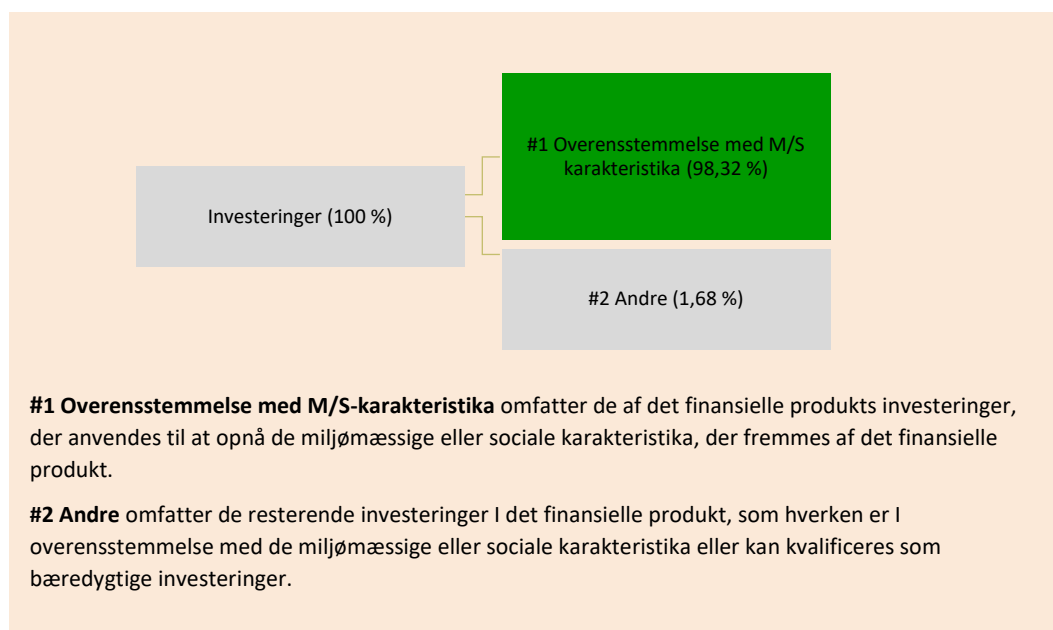 #1 Overensstemmelse med M/S
karakteristika (98,32 %)
Investeringer (100 %)
#2 Andre (1,68 %)
#1 Overensstemmelse med M/S-karakteristika omfatter de af det finansielle produkts investeringer,
der anvendes til at opnå de miljømæssige eller sociale karakteristika, der fremmes af det finansielle
produkt.
#2 Andre omfatter de resterende investeringer I det finansielle produkt, som hverken er I
overensstemmelse med de miljømæssige eller sociale karakteristika eller kan kvalificeres som
bæredygtige investeringer.